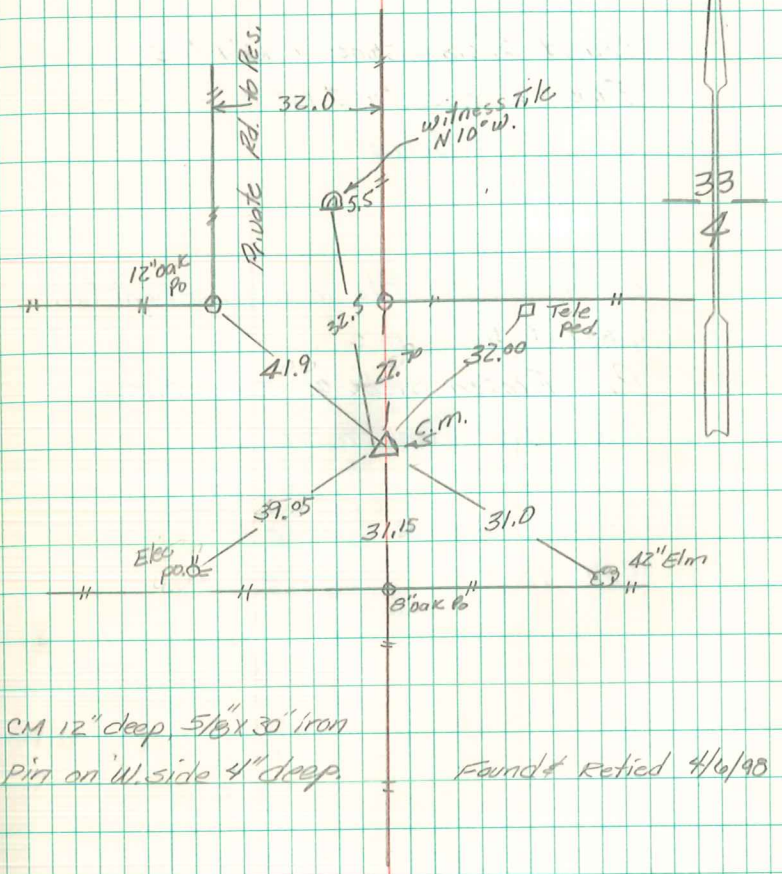 Private Rd. to Res.
32.0
Witness Tile
N 10° W.
33
4
5.5
12" oak
Po
32.5
Tele
ped.
41.9
22.70
32.00
C.M.
39.05
31.15
31.0
Elec
po.
42" Elm
8" oak Po
CM 12" deep, 5/8" X 30" iron
Pin on W. side 4" deep.
Found & Retied 4/6/98